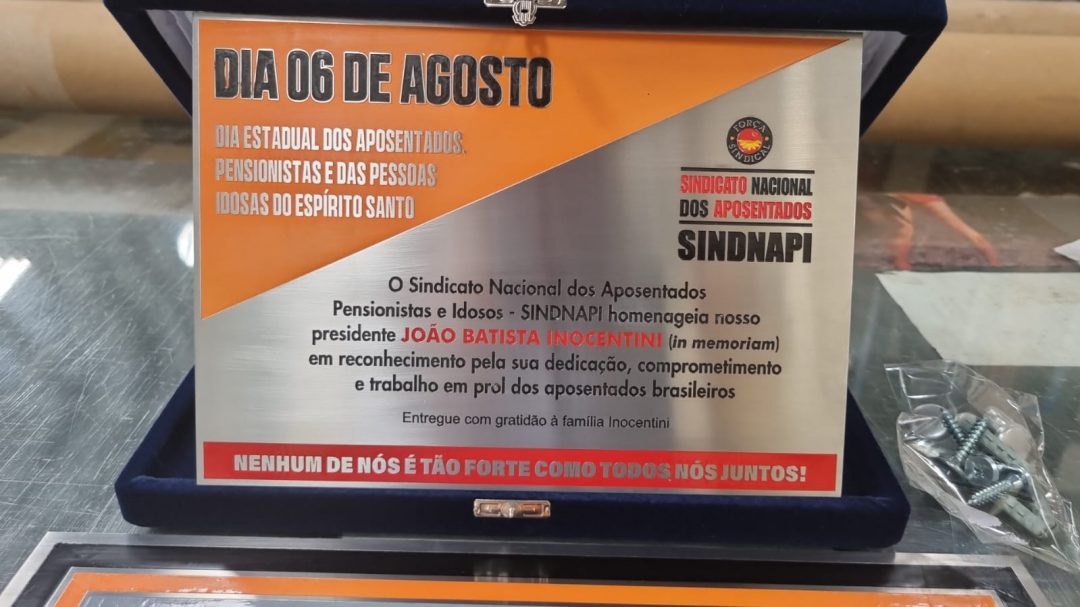 DIA 06 DE AGOSTO
DIA ESTADUAL DOS APOSENTADOS,
PENSIONISTAS E DAS PESSOAS
IDOSAS DO ESPÍRITO SANTO
FORÇA
SINDICAL
SINDICATO NACIONAL
DOS APOSENTADOS
SINDNAPI
O Sindicato Nacional dos Aposentados
Pensionistas e Idosos - SINDNAPI homenageia nosso
presidente JOÃO BATISTA INOCENTINI (in memoriam)
em reconhecimento pela sua dedicação, comprometimento
e trabalho em prol dos aposentados brasileiros
Entregue com gratidão à família Inocentini
NENHUM DE NÓS É TÃO FORTE COMO TODOS NÓS JUNTOS!